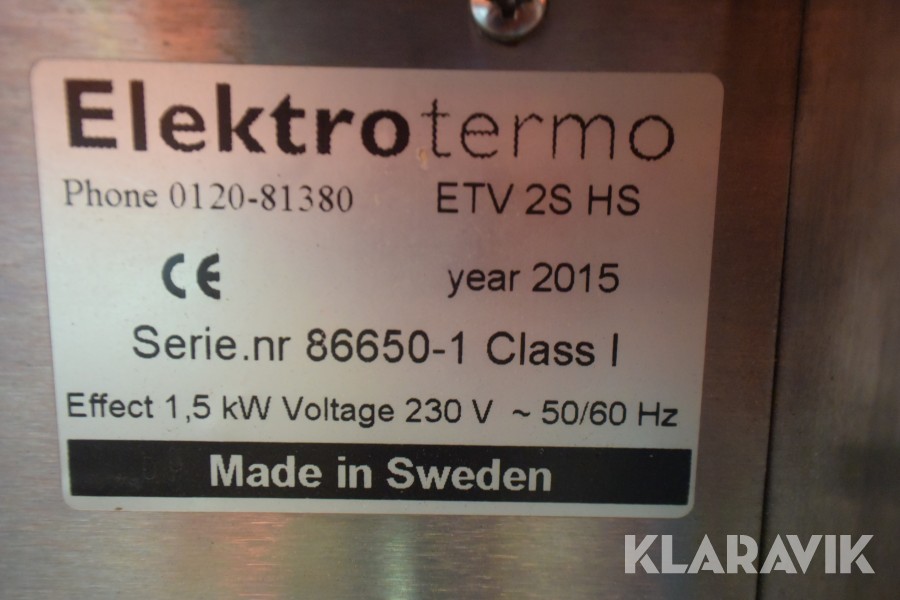 Elektrotermo
Phone 0120-81380 ETV 2S HS
CE year 2015
Serie.nr 86650-1 Class I
Effect 1,5 kW Voltage 230 V ~ 50/60 Hz
Made in Sweden
KLARAVIK